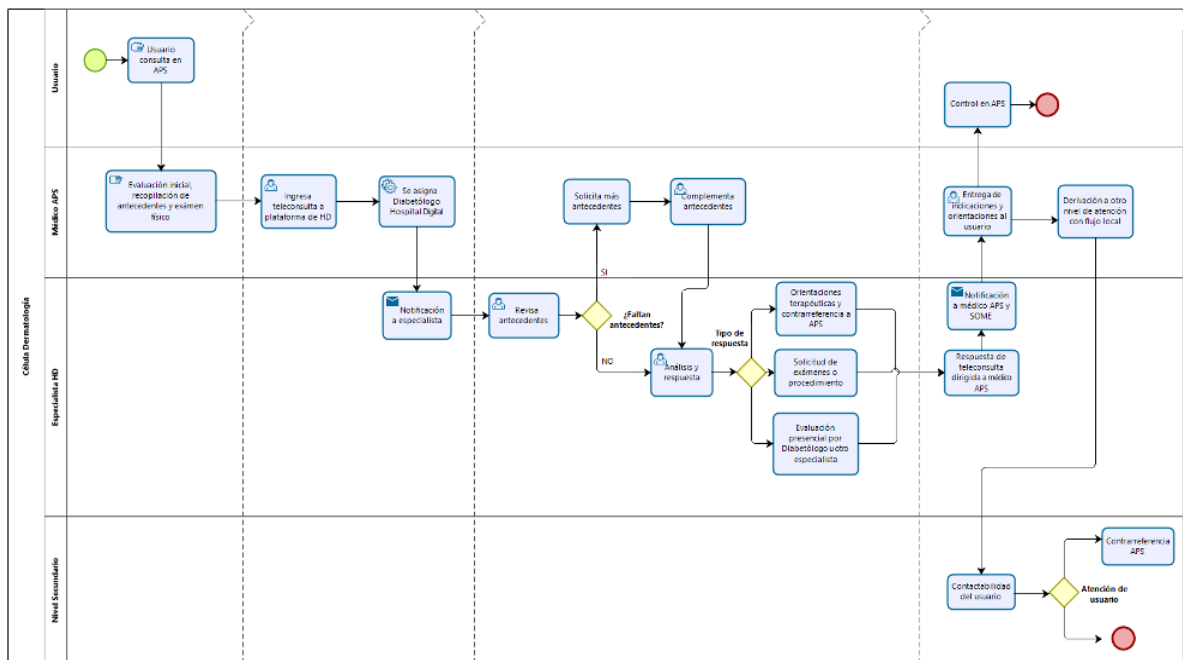 Célula Dermatología
Usuario
Médico APS
Especialista HD
Nivel Secundario
Usuario
consulta en
APS
Evaluación inicial,
recopilación de
antecedentes y exámen
físico
Ingresa
teleconsulta a
plataforma de HD
Se asigna
Diabetólogo
Hospital Digital
Notificación
a especialista
Revisa
antecedentes
¿Faltan
antecedentes?
SI
NO
Solicita más
antecedentes
Complementa
antecedentes
Análisis y
respuesta
Tipo de
respuesta
Orientaciones
terapéuticas y
contrarreferencia a
APS
Solicitud de
exámenes o
procedimiento
Evaluación
presencial por
Diabetólogo u otro
especialista
Respuesta de
teleconsulta
dirigida a médico
APS
Notificación
a médico APS y
SOME
Entrega de
indicaciones y
orientaciones al
usuario
Control en APS
Derivación a otro
nivel de atención
con flujo local
Contactabilidad
del usuario
Atención de
usuario
Contrarreferencia
APS